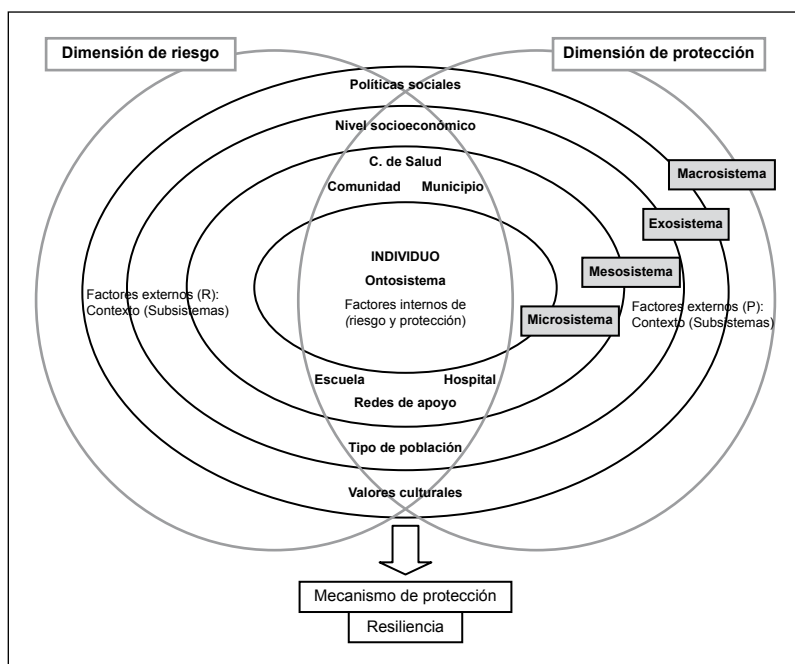 Dimensión de riesgo
Dimensión de protección
Políticas sociales
Nivel socioeconómico
C. de Salud
Comunidad
Municipio
Macrosistema
Exosistema
INDIVIDUO
Ontosistema
Mesosistema
Factores externos (R):
Contexto (Subsistemas)
Factores internos de
(riesgo y protección)
Microsistema
Factores externos (P):
Contexto (Subsistemas)
Escuela
Hospital
Redes de apoyo
Tipo de población
Valores culturales
Mecanismo de protección
Resiliencia